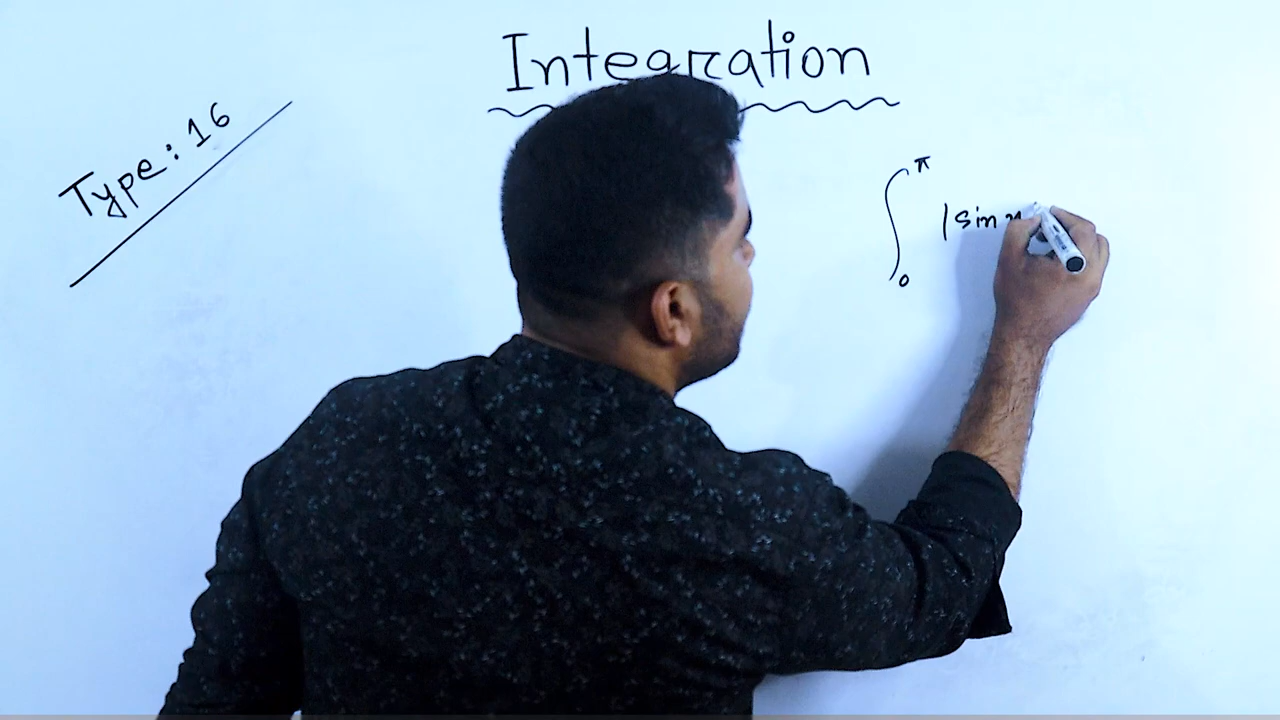 Integration
Type: 16
∫₀^π |sin x